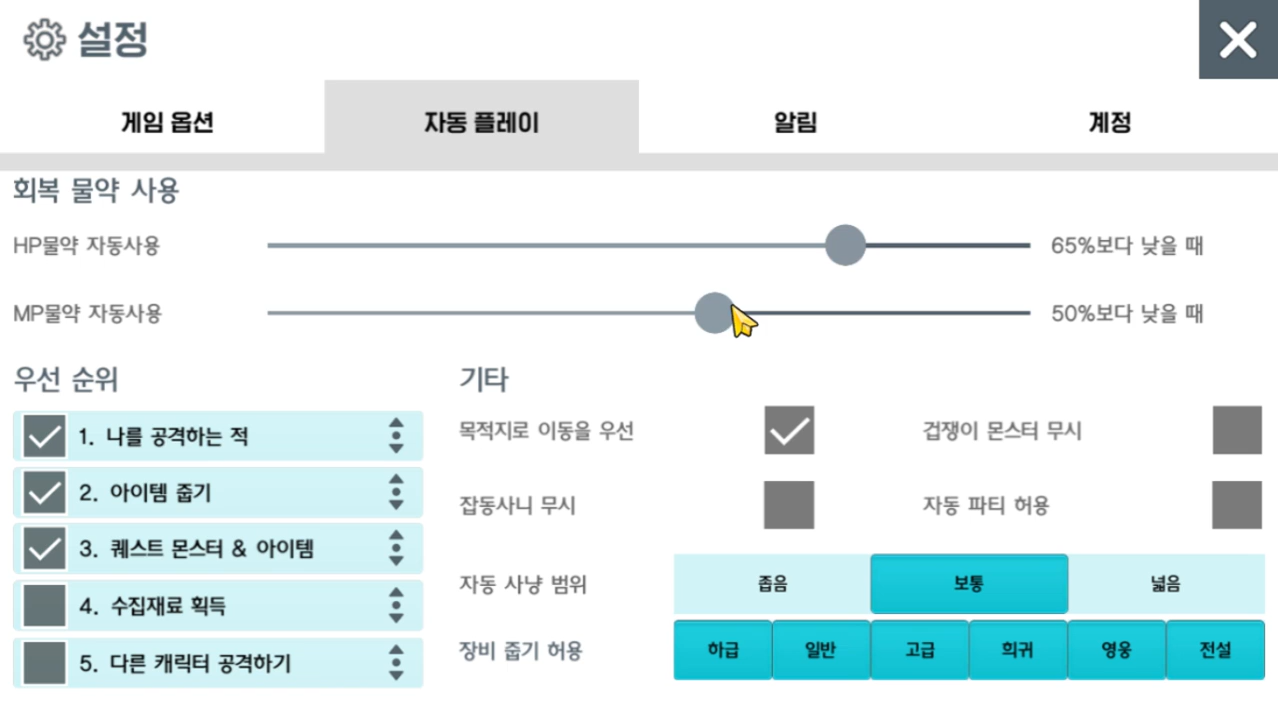 설정
게임 옵션
자동 플레이
알림
계정
회복 물약 사용
HP물약 자동사용
65%보다 낮을 때
MP물약 자동사용
50%보다 낮을 때
우선 순위
1. 나를 공격하는 적
2. 아이템 줍기
3. 퀘스트 몬스터 & 아이템
4. 수집재료 획득
5. 다른 캐릭터 공격하기
기타
목적지로 이동을 우선
겁쟁이 몬스터 무시
잡동사니 무시
자동 파티 허용
자동 사냥 범위
좁음
보통
넓음
장비 줍기 허용
하급
일반
고급
희귀
영웅
전설